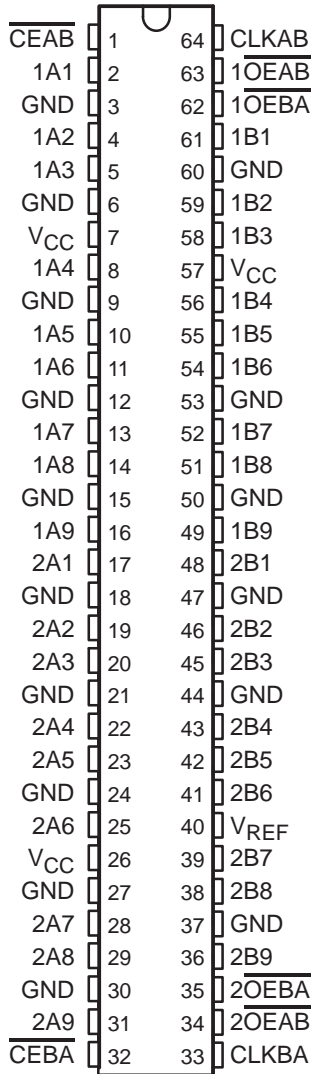 C̅E̅A̅B̅ 1 64 CLKAB
1A1 2 63 1O̅E̅A̅B̅
GND 3 62 1O̅E̅B̅A̅
1A2 4 61 1B1
1A3 5 60 GND
GND 6 59 1B2
VCC 7 58 1B3
1A4 8 57 VCC
GND 9 56 1B4
1A5 10 55 1B5
1A6 11 54 1B6
GND 12 53 GND
1A7 13 52 1B7
1A8 14 51 1B8
GND 15 50 GND
1A9 16 49 1B9
2A1 17 48 2B1
GND 18 47 GND
2A2 19 46 2B2
2A3 20 45 2B3
GND 21 44 GND
2A4 22 43 2B4
2A5 23 42 2B5
GND 24 41 2B6
2A6 25 40 VREF
VCC 26 39 2B7
GND 27 38 2B8
2A7 28 37 GND
2A8 29 36 2B9
GND 30 35 2O̅E̅B̅A̅
2A9 31 34 2O̅E̅A̅B̅
C̅E̅B̅A̅ 32 33 CLKBA